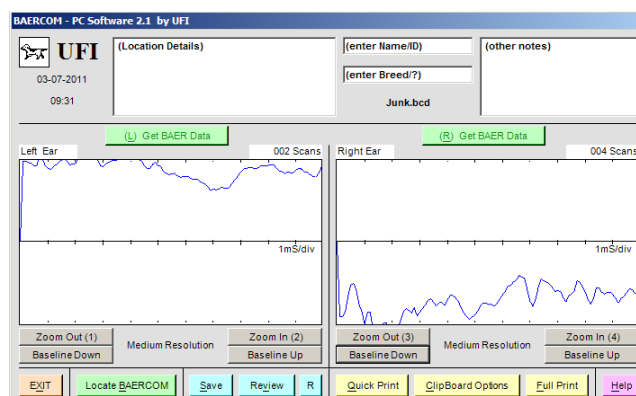 BAERCOM - PC Software 2.1 by UFI
UFI
03-07-2011
09:31
(Location Details)
(enter Name/ID)
(enter Breed/?)
Junk.bcd
(other notes)
(L) Get BAER Data
(R) Get BAER Data
Left Ear
002 Scans
Right Ear
004 Scans
1mS/div
1mS/div
Zoom Out (1)
Baseline Down
Medium Resolution
Zoom In (2)
Baseline Up
Zoom Out (3)
Baseline Down
Medium Resolution
Zoom In (4)
Baseline Up
EXIT
Locate BAERCOM
Save
Review
R
Quick Print
ClipBoard Options
Full Print
Help